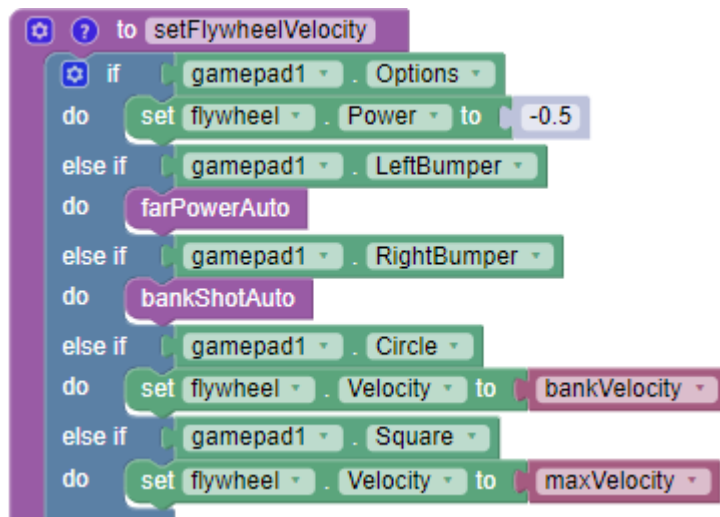 to setFlywheelVelocity
if gamepad1 . Options
do set flywheel . Power to -0.5
else if gamepad1 . LeftBumper
do farPowerAuto
else if gamepad1 . RightBumper
do bankShotAuto
else if gamepad1 . Circle
do set flywheel . Velocity to bankVelocity
else if gamepad1 . Square
do set flywheel . Velocity to maxVelocity